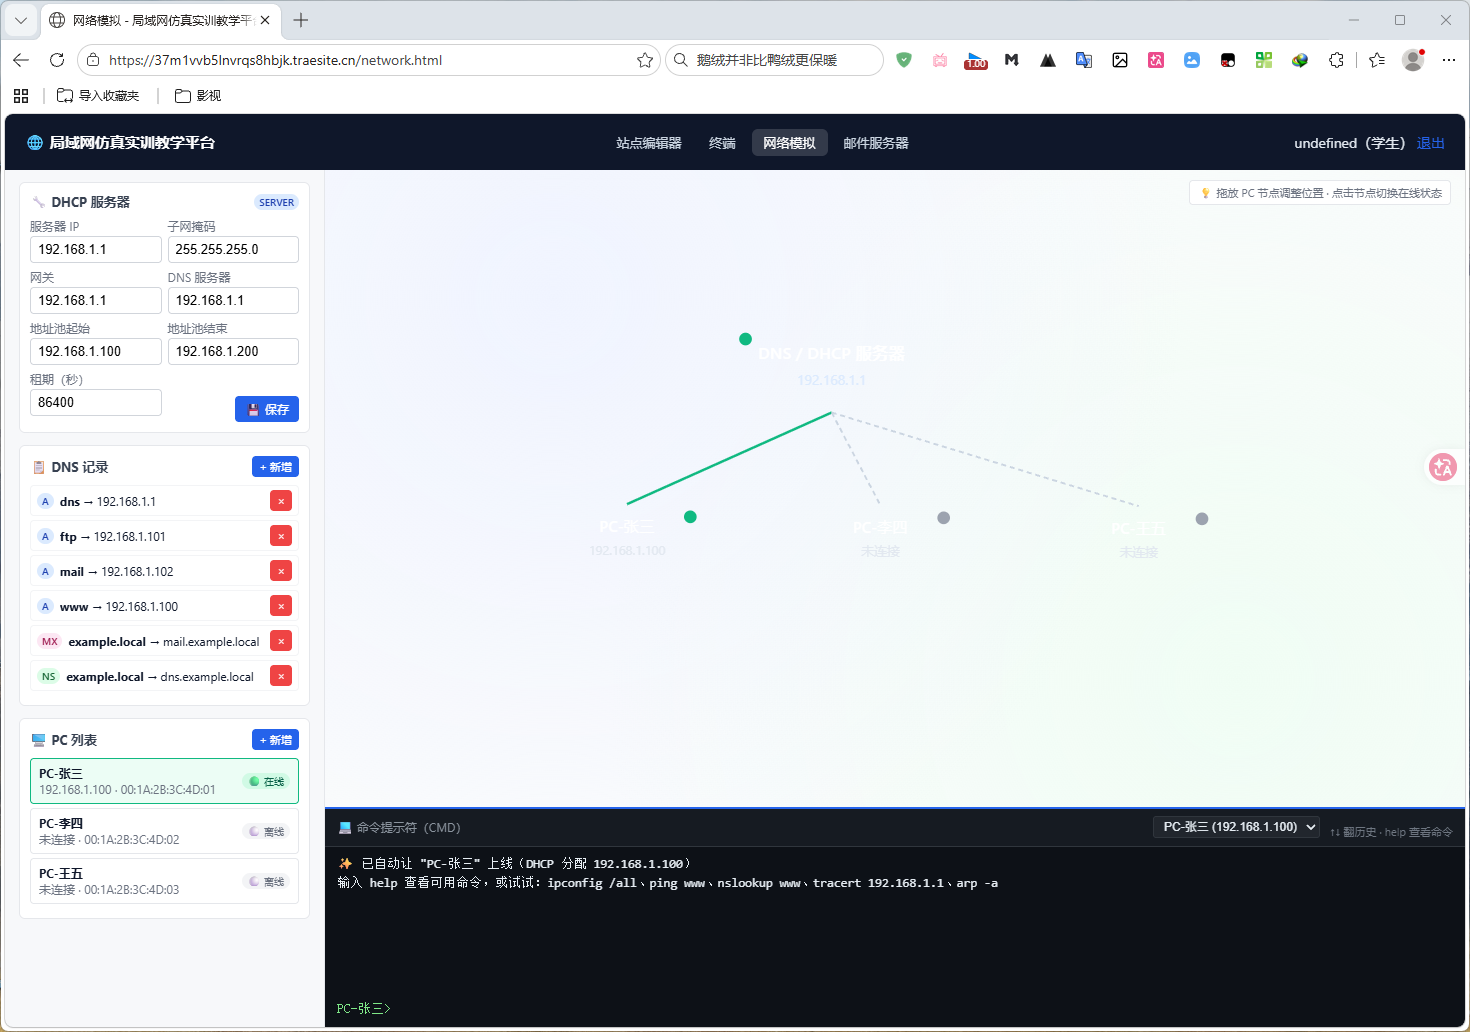 网络模拟 - 局域网仿真实训教学平
https://37m1vvb5lnvrqs8hbjk.traesite.cn/network.html
鹅绒并非比鸭绒更保暖
1.00
导入收藏夹
影视
局域网仿真实训教学平台
站点编辑器
终端
网络模拟
邮件服务器
undefined（学生）
退出
DHCP 服务器
SERVER
服务器 IP
子网掩码
192.168.1.1
255.255.255.0
网关
DNS 服务器
192.168.1.1
192.168.1.1
地址池起始
地址池结束
192.168.1.100
192.168.1.200
租期（秒）
86400
保存
DNS 记录
+ 新增
A dns → 192.168.1.1 ×
A ftp → 192.168.1.101 ×
A mail → 192.168.1.102 ×
A www → 192.168.1.100 ×
MX example.local → mail.example.local ×
NS example.local → dns.example.local ×
PC 列表
+ 新增
PC-张三
192.168.1.100 · 00:1A:2B:3C:4D:01
在线
PC-李四
未连接 · 00:1A:2B:3C:4D:02
离线
PC-王五
未连接 · 00:1A:2B:3C:4D:03
离线
拖放 PC 节点调整位置 · 点击节点切换在线状态
DNS / DHCP 服务器
192.168.1.1
PC-张三
192.168.1.100
PC-李四
未连接
PC-王五
未连接
命令提示符（CMD）
PC-张三 (192.168.1.100)
↑↓ 翻历史 · help 查看命令
已自动让 "PC-张三" 上线（DHCP 分配 192.168.1.100）
输入 help 查看可用命令，或试试：ipconfig /all、ping www、nslookup www、tracert 192.168.1.1、arp -a
PC-张三>